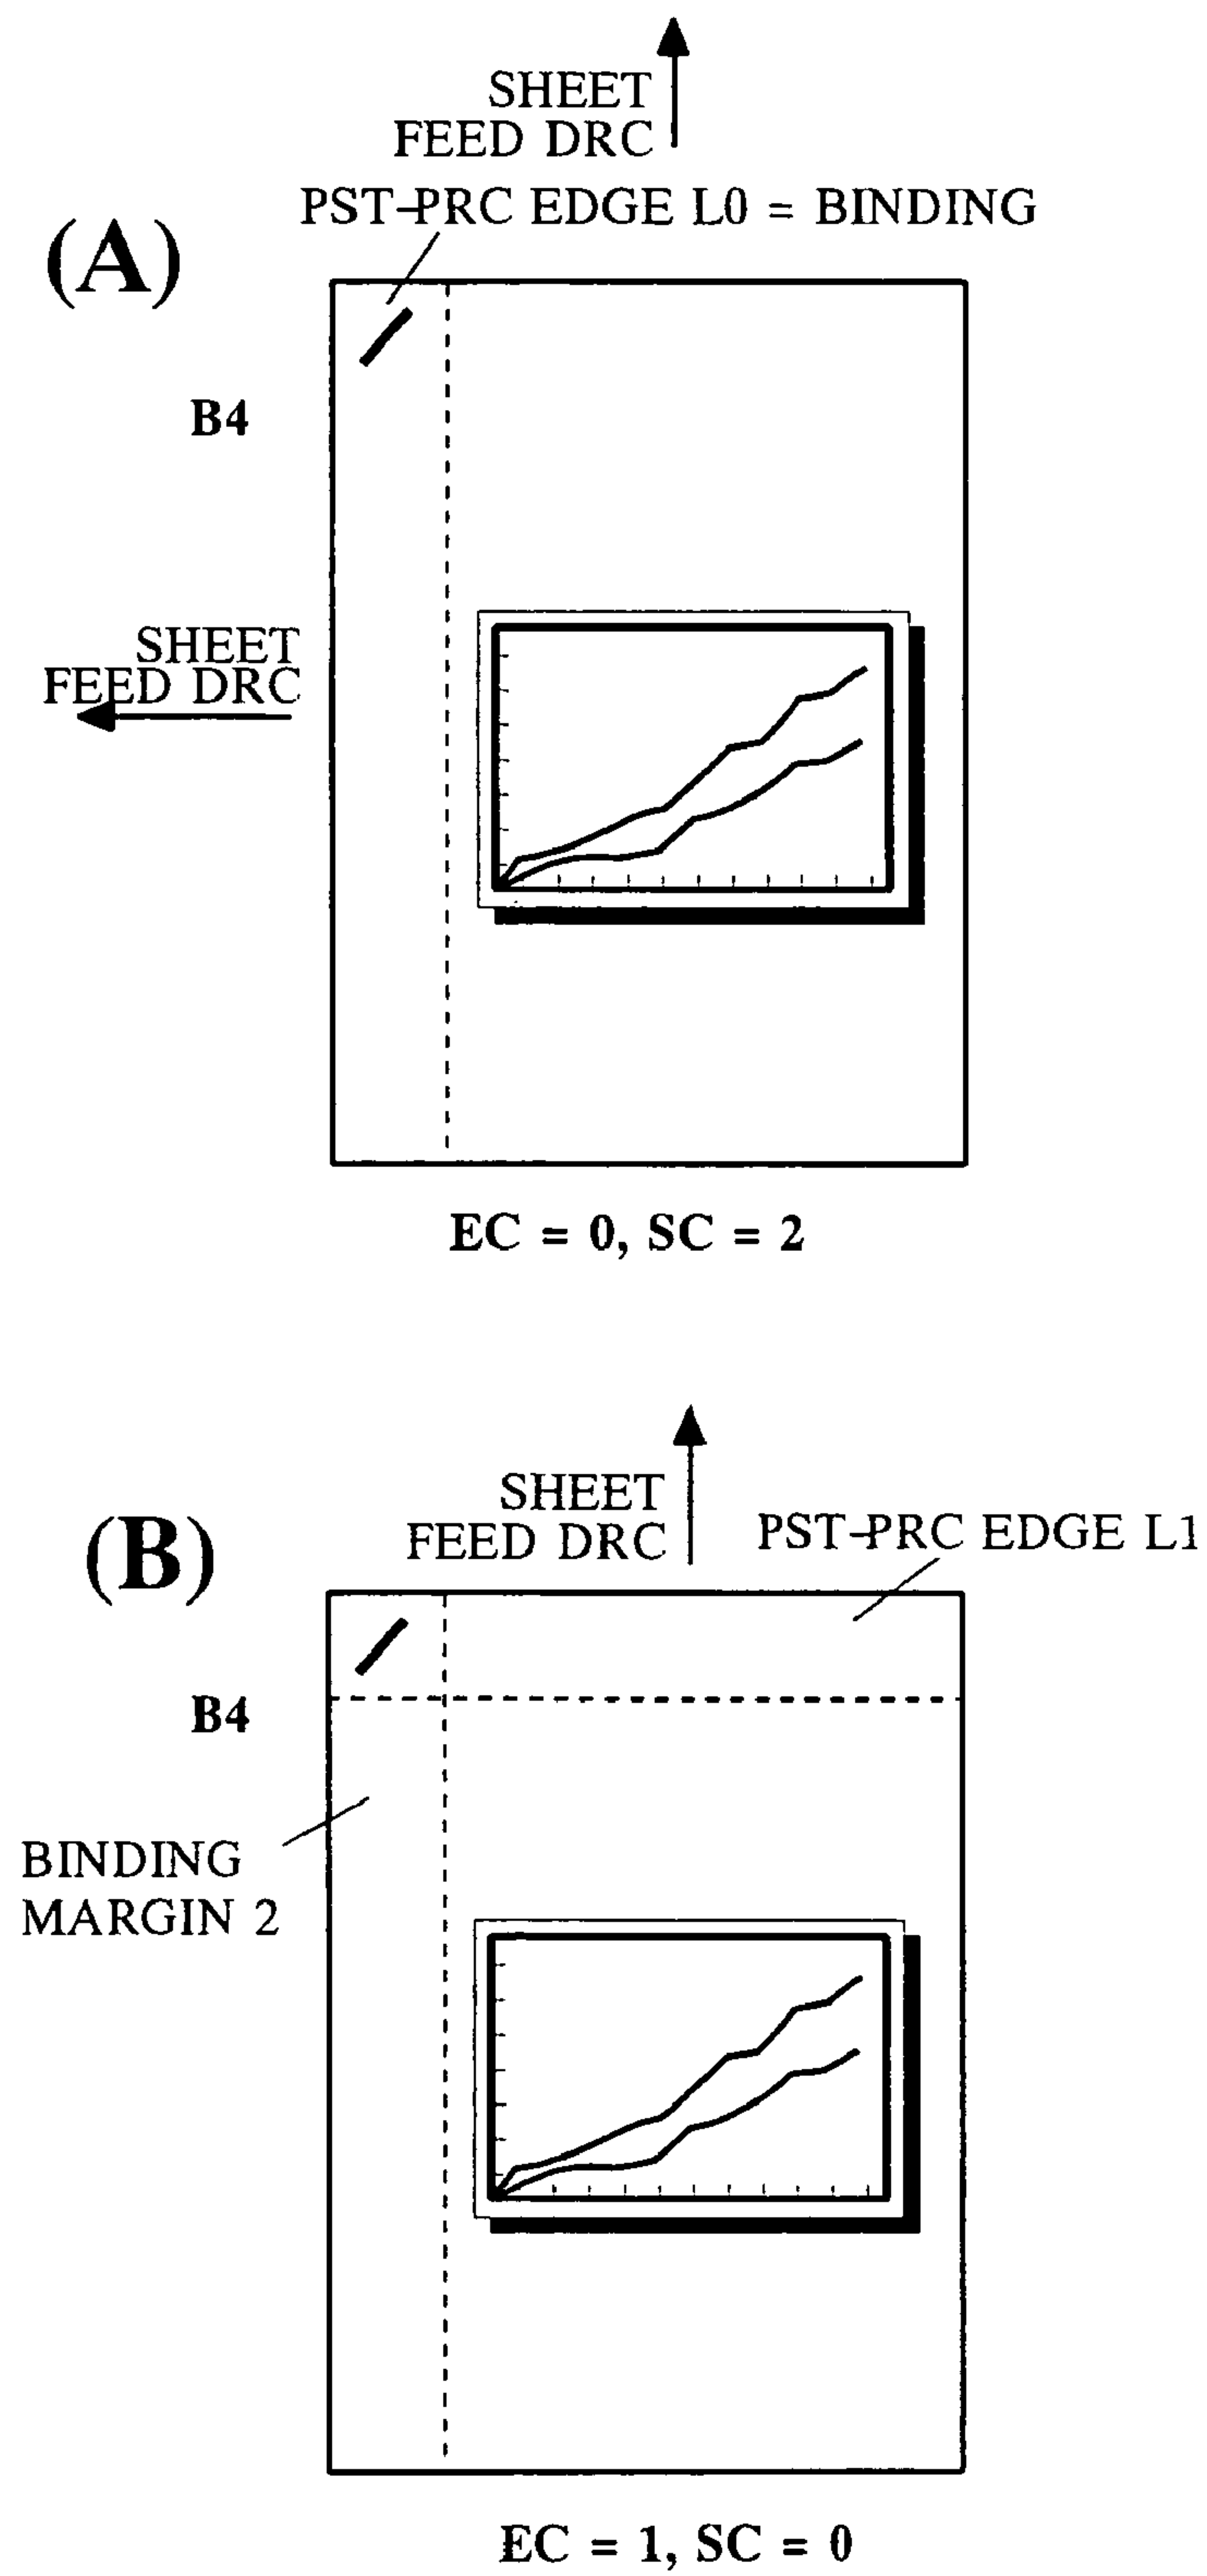 SHEET
FEED DRC
PST-PRC EDGE L0 = BINDING
(A)
B4
SHEET
FEED DRC
EC = 0, SC = 2
SHEET
FEED DRC
PST-PRC EDGE L1
(B)
B4
BINDING
MARGIN 2
EC = 1, SC = 0